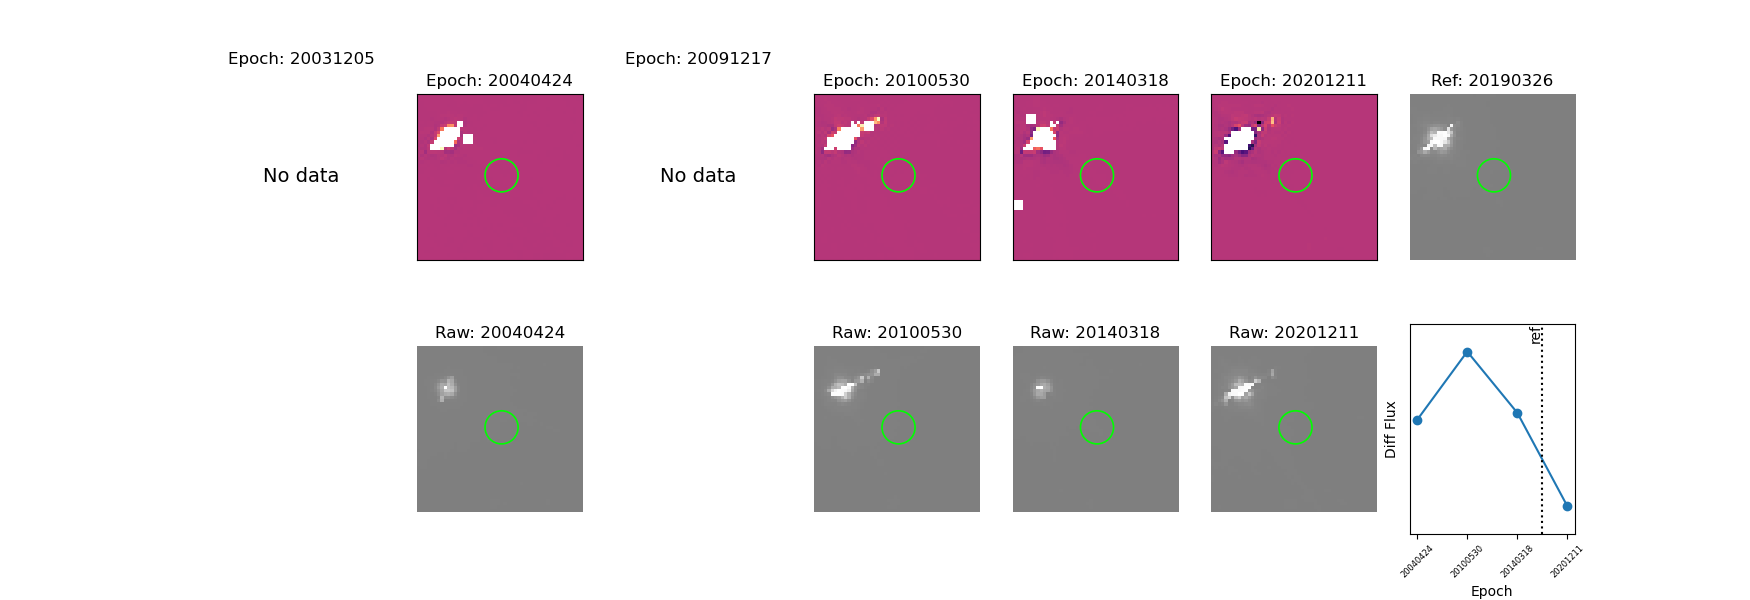 Epoch: 20031205
Epoch: 20091217
Epoch: 20040424
Epoch: 20100530
Epoch: 20140318
Epoch: 20201211
Ref: 20190326
No data
No data
Raw: 20040424
Raw: 20100530
Raw: 20140318
Raw: 20201211
ref
Diff Flux
20040424
20100530
20140318
20201211
Epoch